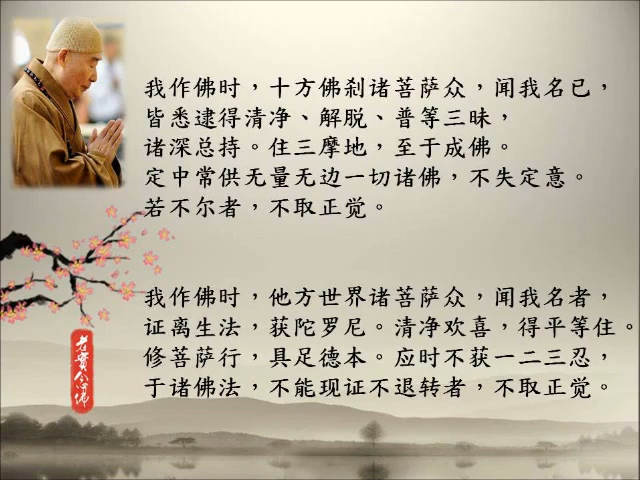 我作佛时，十方佛刹诸菩萨众，闻我名已，
皆悉逮得清净、解脱、普等三昧，
诸深总持。住三摩地，至于成佛。
定中常供无量无边一切诸佛，不失定意。
若不尔者，不取正觉。
我作佛时，他方世界诸菩萨众，闻我名者，
证离生法，获陀罗尼。清净欢喜，得平等住。
修菩萨行，具足德本。应时不获一二三忍，
于诸佛法，不能现证不退转者，不取正觉。
老實念佛